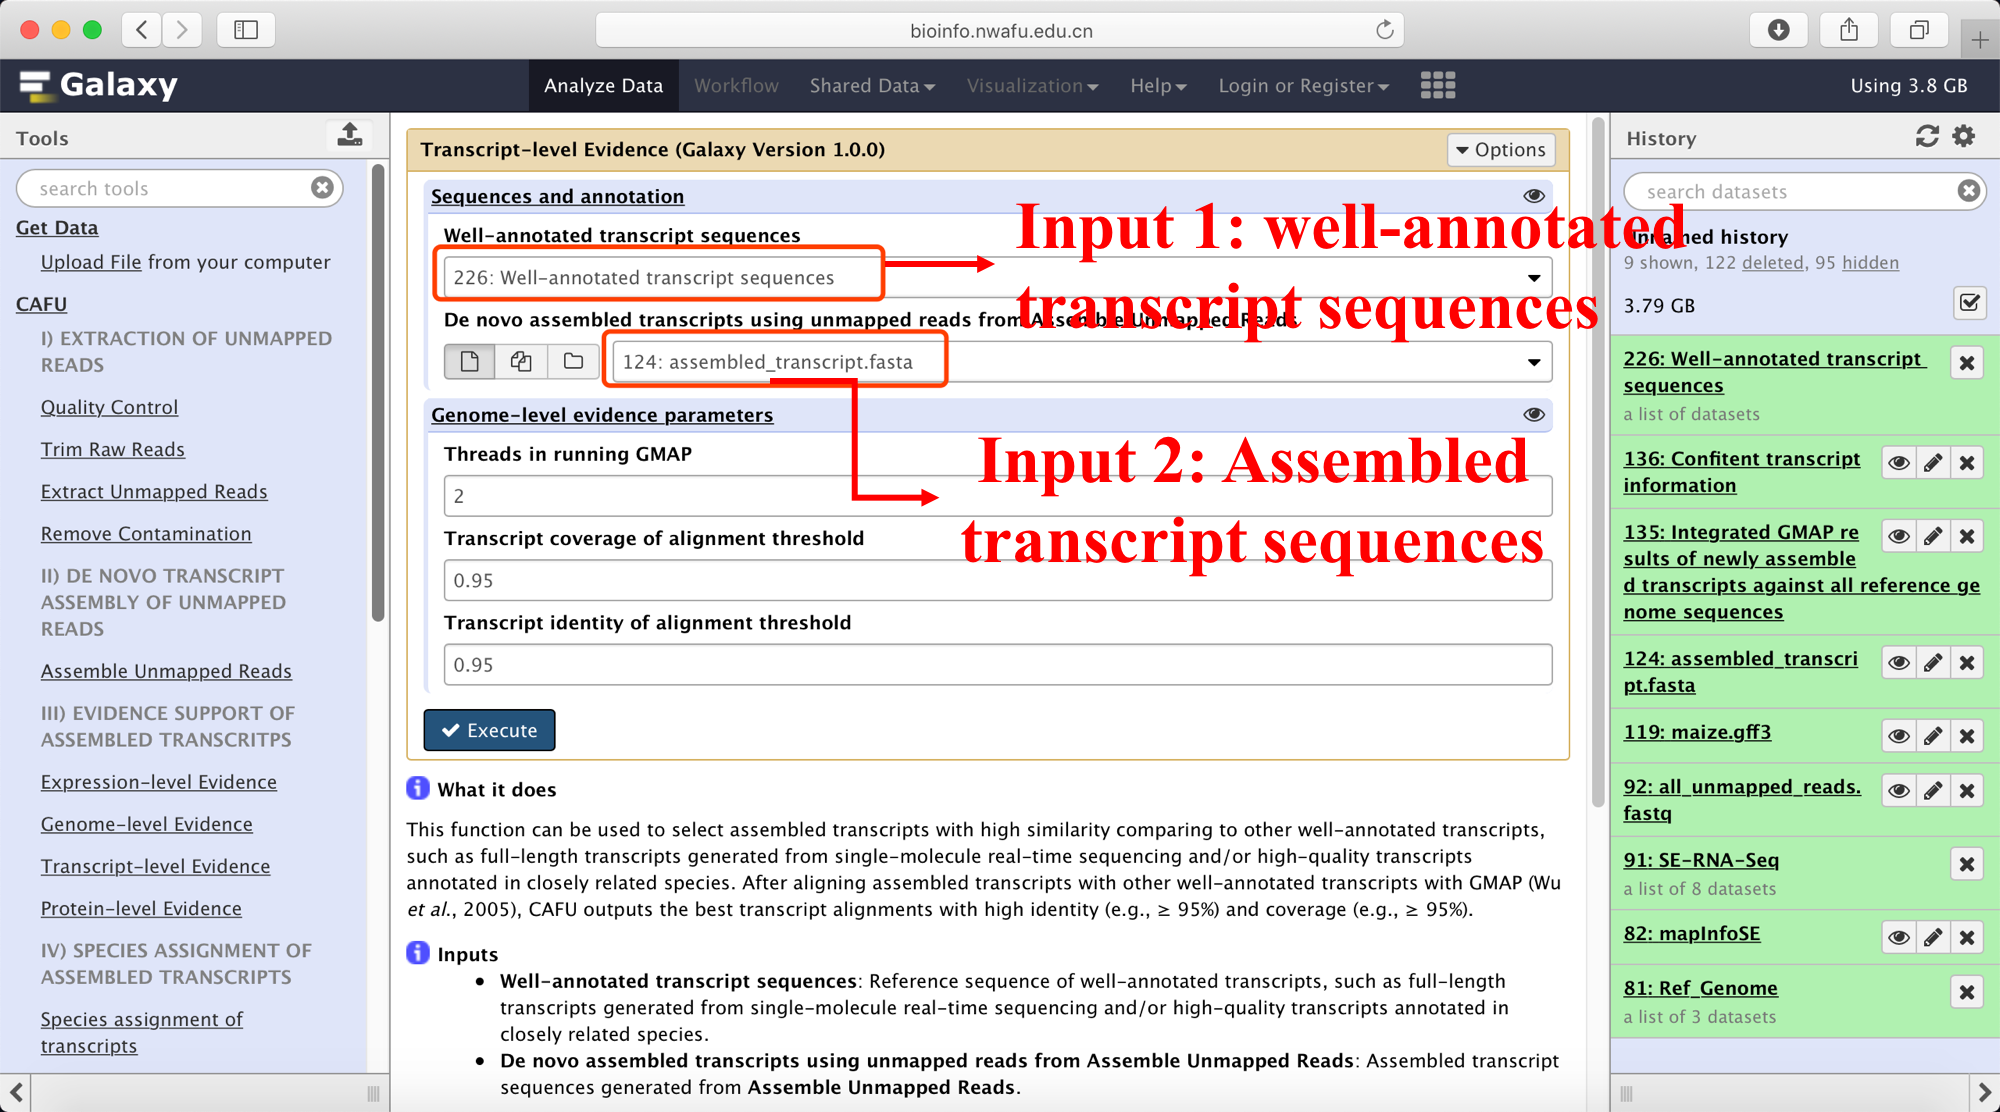 bioinfo.nwafu.edu.cn
Galaxy
Analyze Data
Workflow
Shared Data
Visualization
Help
Login or Register
Using 3.8 GB
Tools
search tools
Get Data
Upload File from your computer
CAFU
I) EXTRACTION OF UNMAPPED
READS
Quality Control
Trim Raw Reads
Extract Unmapped Reads
Remove Contamination
II) DE NOVO TRANSCRIPT
ASSEMBLY OF UNMAPPED
READS
Assemble Unmapped Reads
III) EVIDENCE SUPPORT OF
ASSEMBLED TRANSCRITPS
Expression-level Evidence
Genome-level Evidence
Transcript-level Evidence
Protein-level Evidence
IV) SPECIES ASSIGNMENT OF
ASSEMBLED TRANSCRIPTS
Species assignment of
transcripts
Transcript-level Evidence (Galaxy Version 1.0.0)
Options
Sequences and annotation
Well-annotated transcript sequences
226: Well-annotated transcript sequences
Input 1: well-annotated
transcript sequences
De novo assembled transcripts using unmapped reads from Assemble Unmapped Reads
124: assembled_transcript.fasta
Genome-level evidence parameters
Input 2: Assembled
transcript sequences
Threads in running GMAP
2
Transcript coverage of alignment threshold
0.95
Transcript identity of alignment threshold
0.95
Execute
What it does
This function can be used to select assembled transcripts with high similarity comparing to other well-annotated transcripts,
such as full-length transcripts generated from single-molecule real-time sequencing and/or high-quality transcripts
annotated in closely related species. After aligning assembled transcripts with other well-annotated transcripts with GMAP (Wu
et al., 2005), CAFU outputs the best transcript alignments with high identity (e.g., ≥ 95%) and coverage (e.g., ≥ 95%).
Inputs
Well-annotated transcript sequences: Reference sequence of well-annotated transcripts, such as full-length
transcripts generated from single-molecule real-time sequencing and/or high-quality transcripts annotated in
closely related species.
De novo assembled transcripts using unmapped reads from Assemble Unmapped Reads: Assembled transcript
sequences generated from Assemble Unmapped Reads.
History
search datasets
Unnamed history
9 shown, 122 deleted, 95 hidden
3.79 GB
226: Well-annotated transcript
sequences
a list of datasets
136: Confitent transcript
information
135: Integrated GMAP re
sults of newly assemble
d transcripts against all reference ge
nome sequences
124: assembled_transcri
pt.fasta
119: maize.gff3
92: all_unmapped_reads.
fastq
91: SE-RNA-Seq
a list of 8 datasets
82: mapInfoSE
81: Ref_Genome
a list of 3 datasets